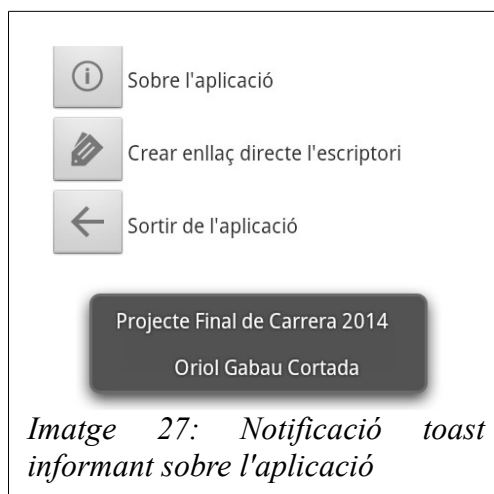 Sobre l'aplicació
Crear enllaç directe l'escriptori
Sortir de l'aplicació
Projecte Final de Carrera 2014
Oriol Gabau Cortada
Imatge 27: Notificació toast
informant sobre l'aplicació